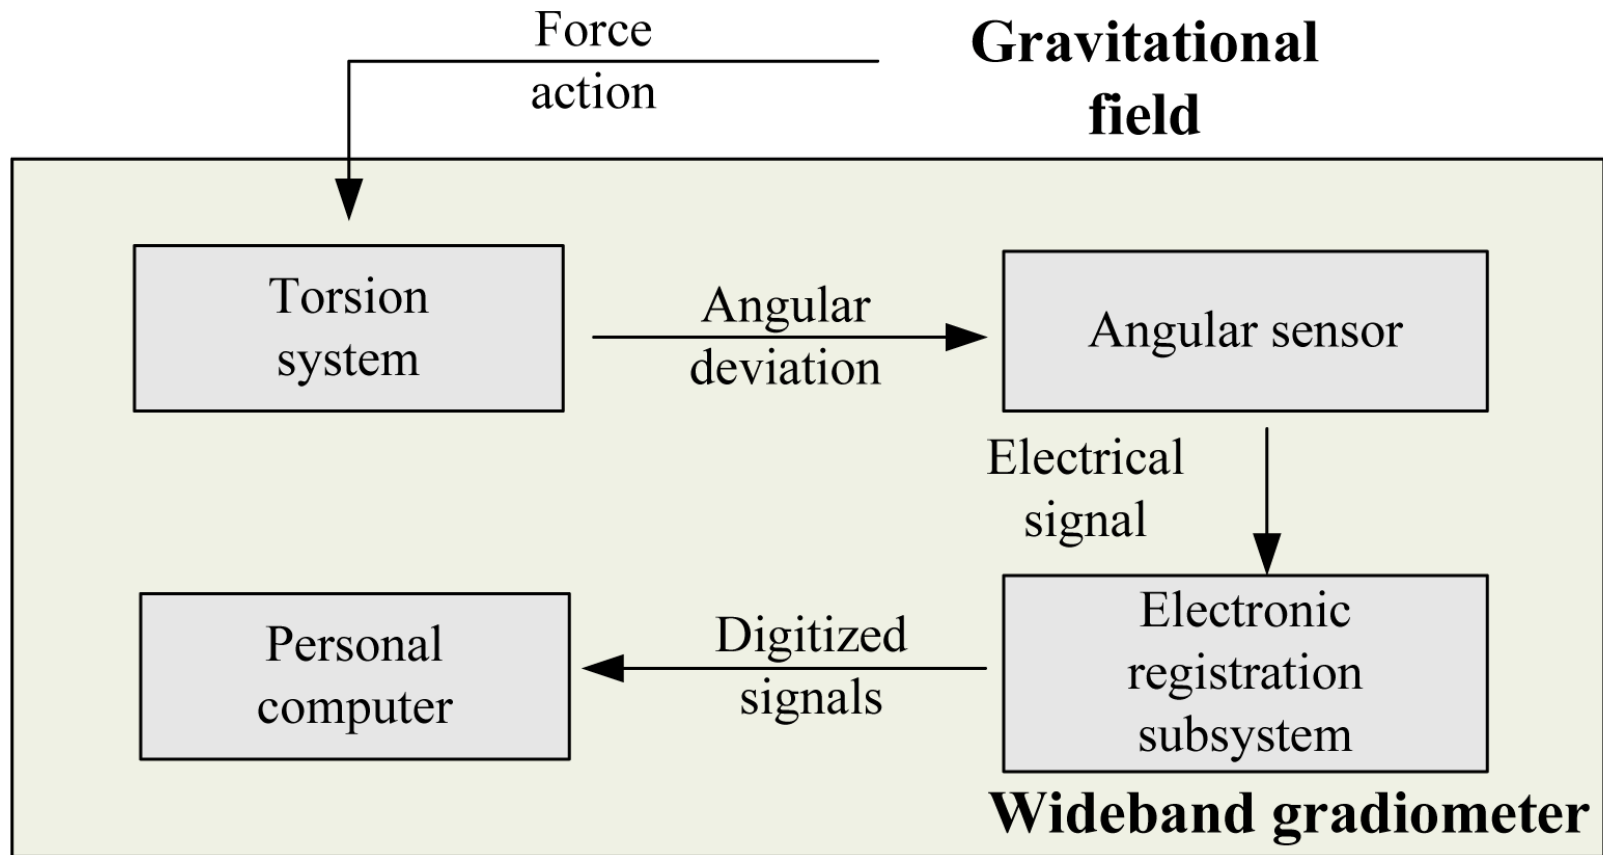 Force
action
Gravitational
field
Torsion
system
Angular
deviation
Angular sensor
Electrical
signal
Electronic
registration
subsystem
Digitized
signals
Personal
computer
Wideband gradiometer